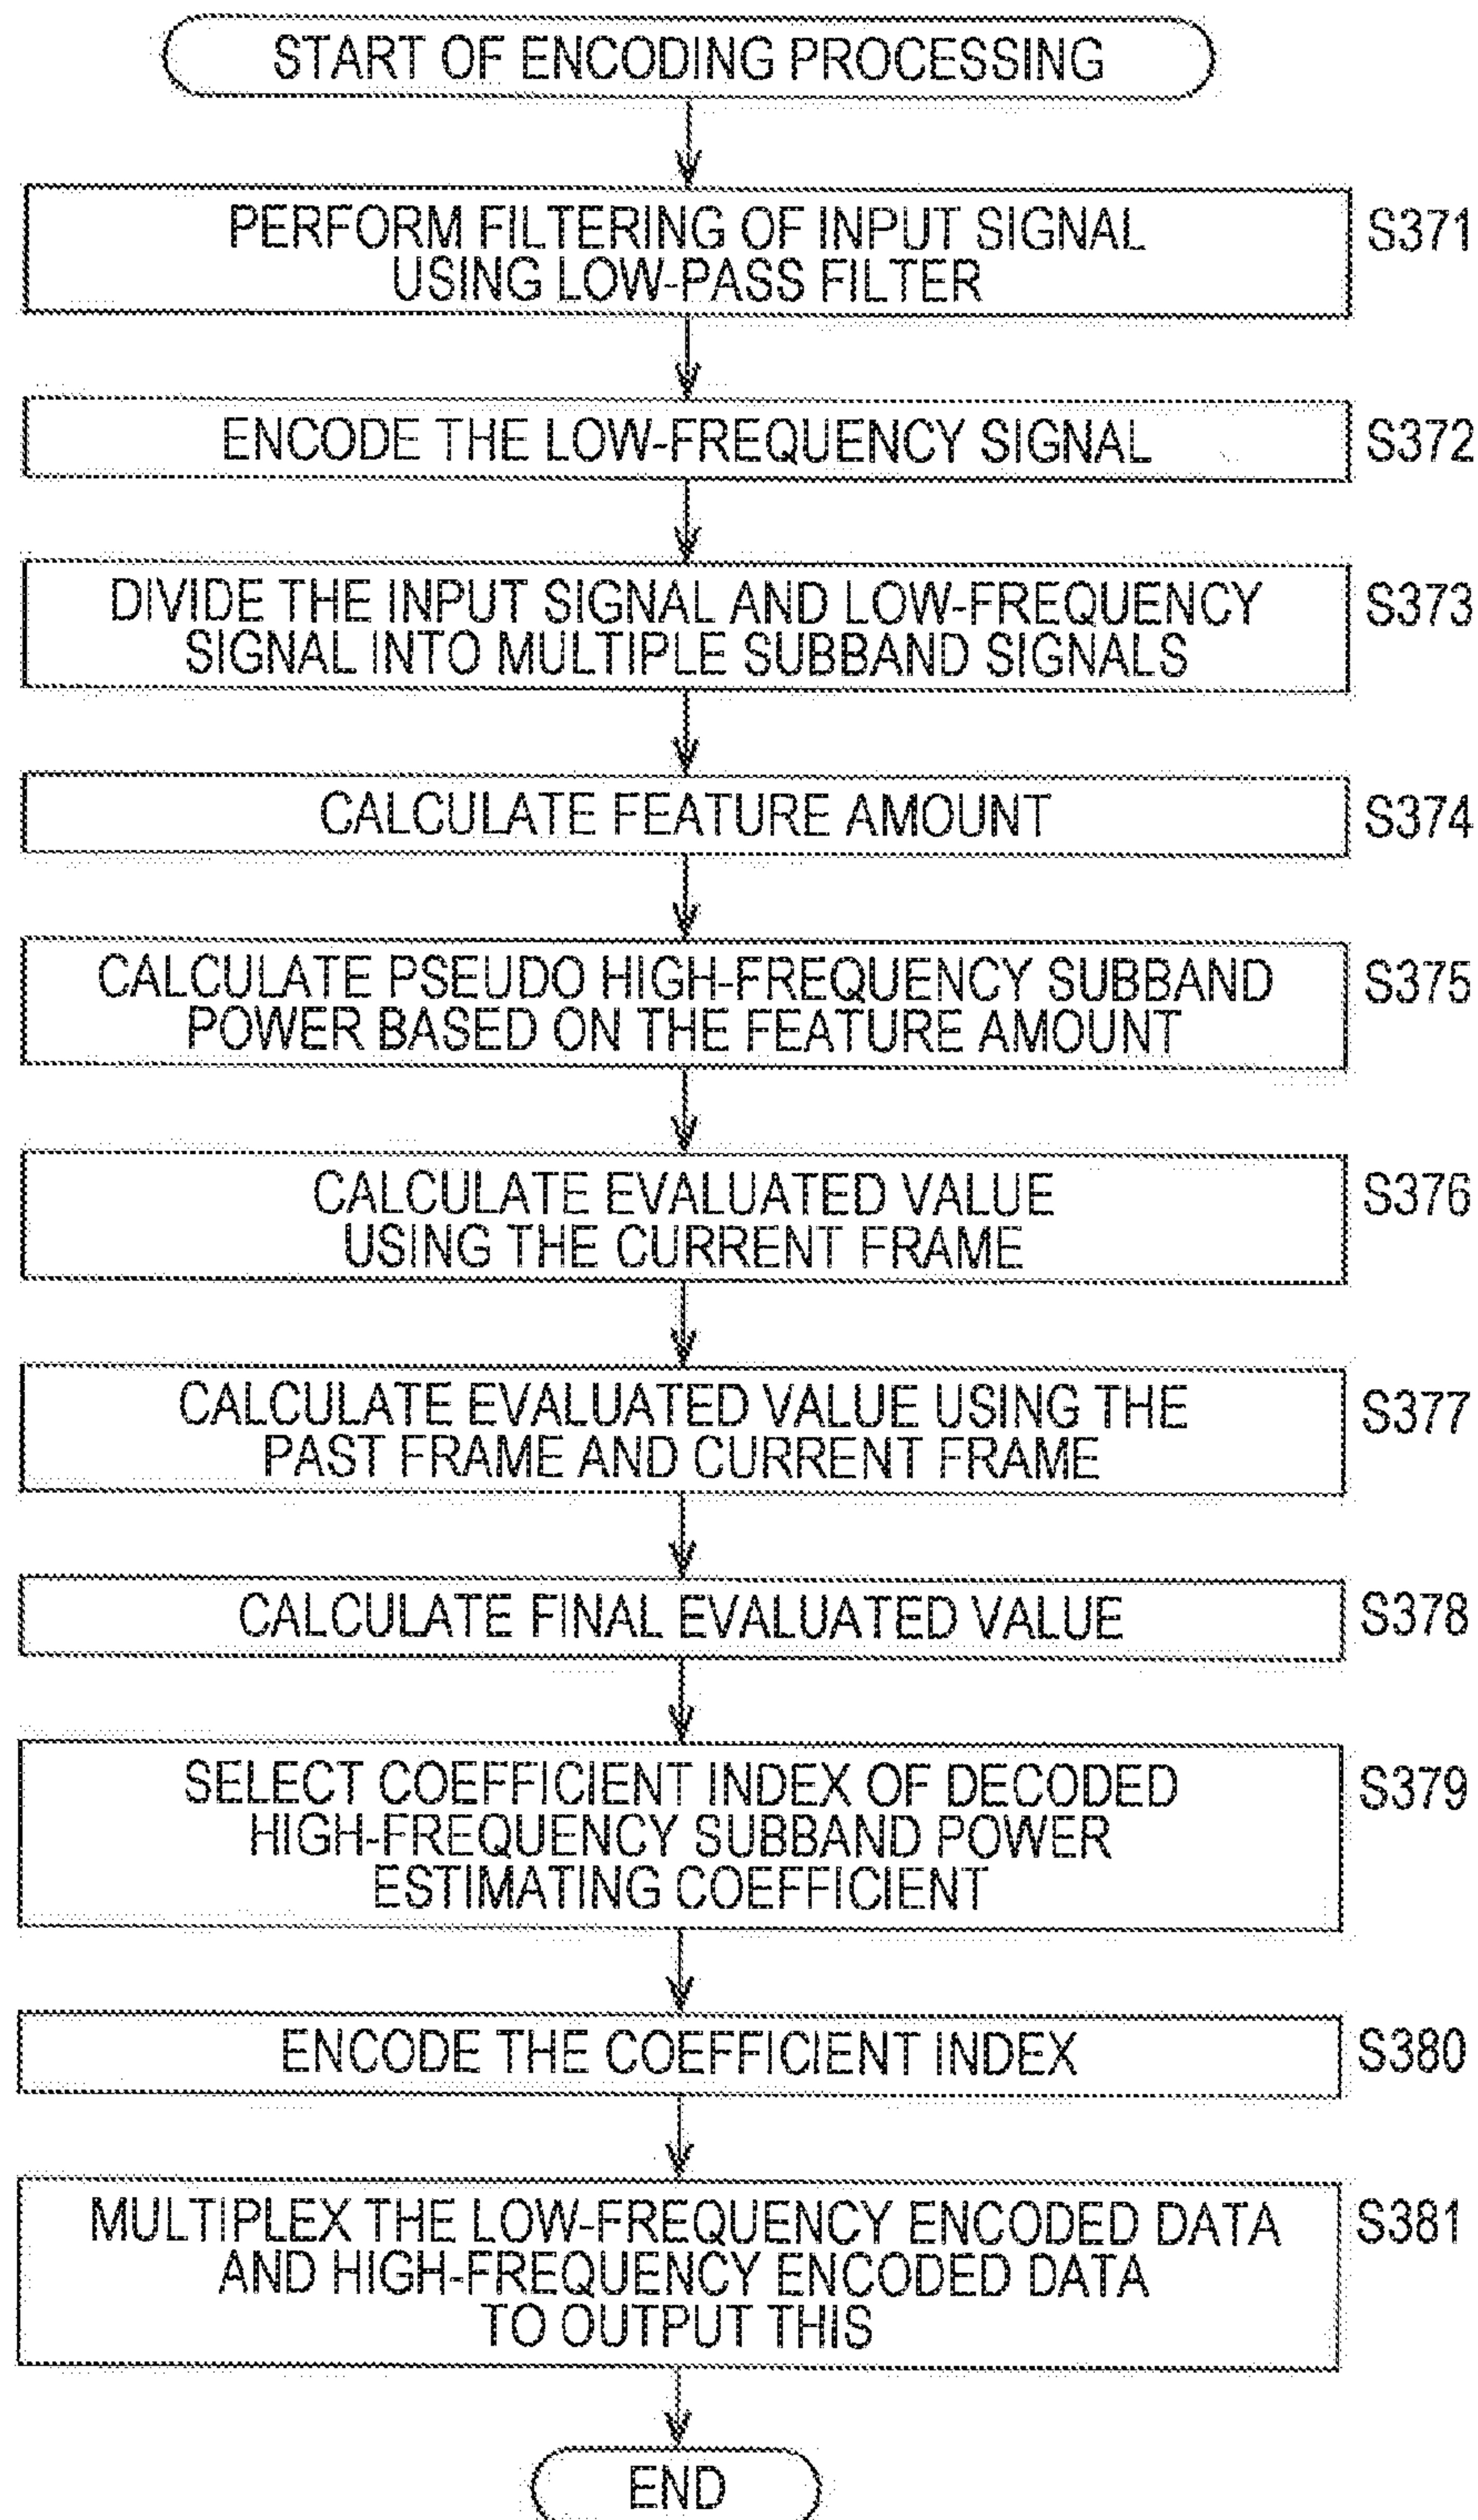 START OF ENCODING PROCESSING
PERFORM FILTERING OF INPUT SIGNAL
USING LOW-PASS FILTER
S371
ENCODE THE LOW-FREQUENCY SIGNAL
S372
DIVIDE THE INPUT SIGNAL AND LOW-FREQUENCY
SIGNAL INTO MULTIPLE SUBBAND SIGNALS
S373
CALCULATE FEATURE AMOUNT
S374
CALCULATE PSEUDO HIGH-FREQUENCY SUBBAND
POWER BASED ON THE FEATURE AMOUNT
S375
CALCULATE EVALUATED VALUE
USING THE CURRENT FRAME
S376
CALCULATE EVALUATED VALUE USING THE
PAST FRAME AND CURRENT FRAME
S377
CALCULATE FINAL EVALUATED VALUE
S378
SELECT COEFFICIENT INDEX OF DECODED
HIGH-FREQUENCY SUBBAND POWER
ESTIMATING COEFFICIENT
S379
ENCODE THE COEFFICIENT INDEX
S380
MULTIPLEX THE LOW-FREQUENCY ENCODED DATA
AND HIGH-FREQUENCY ENCODED DATA
TO OUTPUT THIS
S381
END